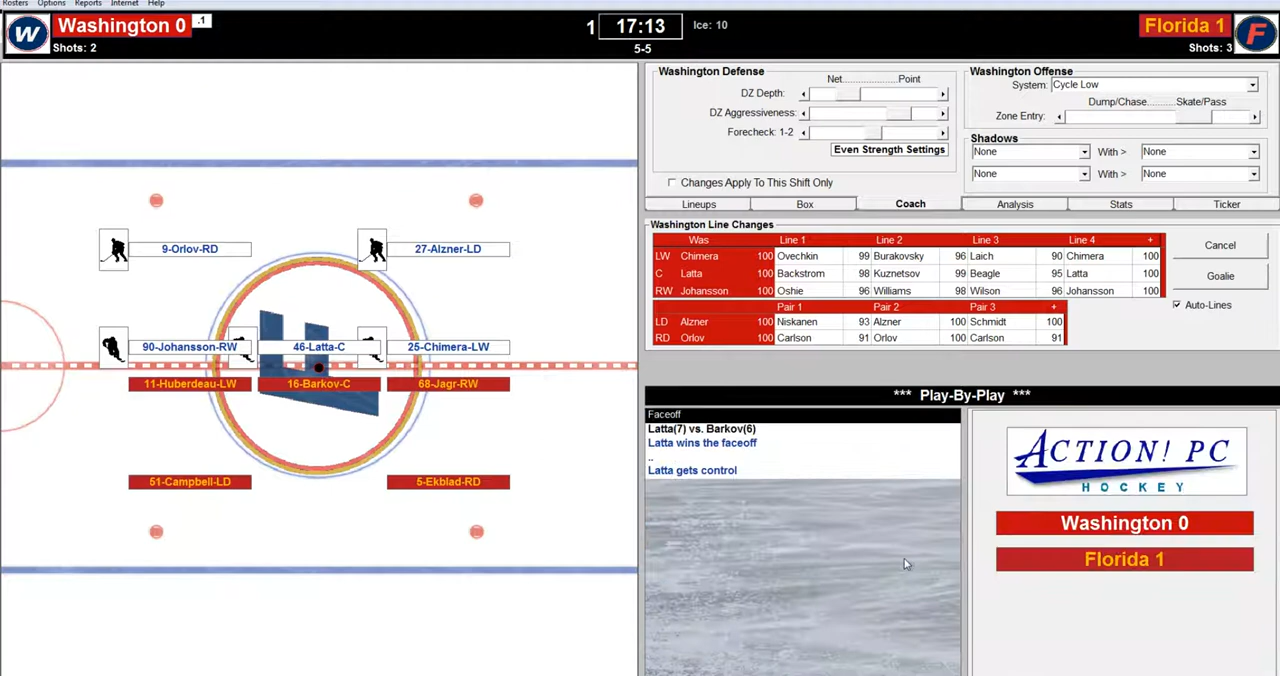 Rosters Options Reports Internet Help
W Washington 0 .1 1 17:13 Ice: 10 Florida 1 F
Shots: 2 5-5 Shots: 3
Washington Defense
Net..................Point
DZ Depth:
DZ Aggressiveness:
Forecheck: 1-2
Even Strength Settings
Changes Apply To This Shift Only
Washington Offense
System: Cycle Low
Dump/Chase..........Skate/Pass
Zone Entry:
Shadows
None With > None
None With > None
Lineups Box Coach Analysis Stats Ticker
Washington Line Changes
Was Line 1 Line 2 Line 3 Line 4 +
LW Chimera 100 Ovechkin 99 Burakovsky 96 Laich 90 Chimera 100
C Latta 100 Backstrom 98 Kuznetsov 99 Beagle 95 Latta 100
RW Johansson 100 Oshie 96 Williams 98 Wilson 96 Johansson 100
Pair 1 Pair 2 Pair 3 +
LD Alzner 100 Niskanen 93 Alzner 100 Schmidt 100
RD Orlov 100 Carlson 91 Orlov 100 Carlson 91
Cancel
Goalie
Auto-Lines
9-Orlov-RD 27-Alzner-LD
90-Johansson-RW 46-Latta-C 25-Chimera-LW
11-Huberdeau-LW 16-Barkov-C 68-Jagr-RW
51-Campbell-LD 5-Ekblad-RD
*** Play-By-Play ***
Faceoff
Latta(7) vs. Barkov(6)
Latta wins the faceoff
..
Latta gets control
ACTION! PC
HOCKEY
Washington 0
Florida 1